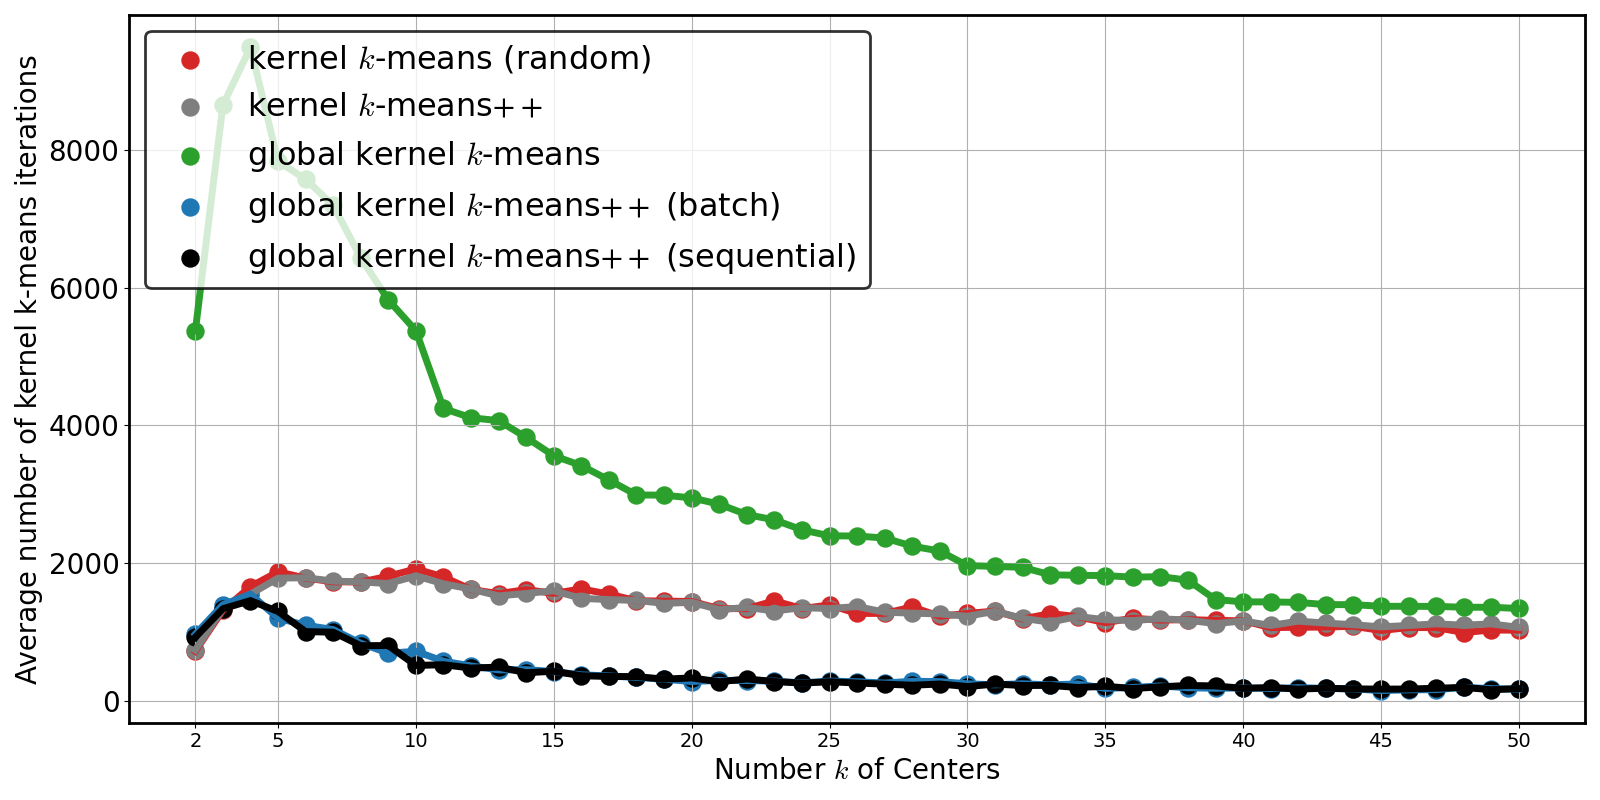 kernel k-means (random)
kernel k-means++
global kernel k-means
global kernel k-means++ (batch)
global kernel k-means++ (sequential)
Average number of kernel k-means iterations
8000
6000
4000
2000
0
2 5 10 15 20 25 30 35 40 45 50
Number k of Centers